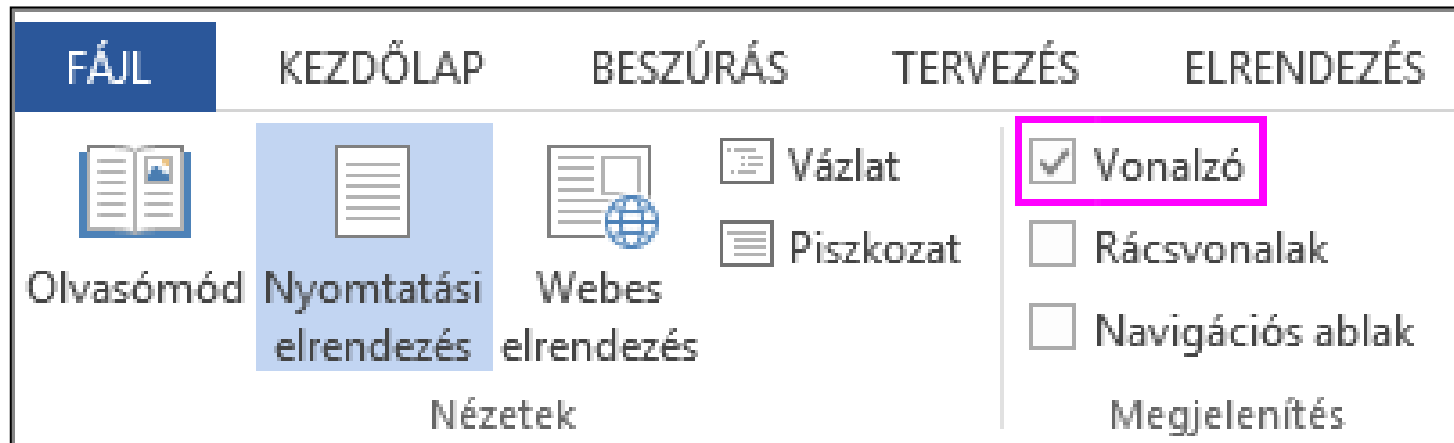 FÁJL KEZDŐLAP BESZÚRÁS TERVEZÉS ELRENDEZÉS
Olvasómód
Nyomtatási
elrendezés
Webes
elrendezés
Vázlat
Piszkozat
Nézetek
Vonalzó
Rácsvonalak
Navigációs ablak
Megjelenítés